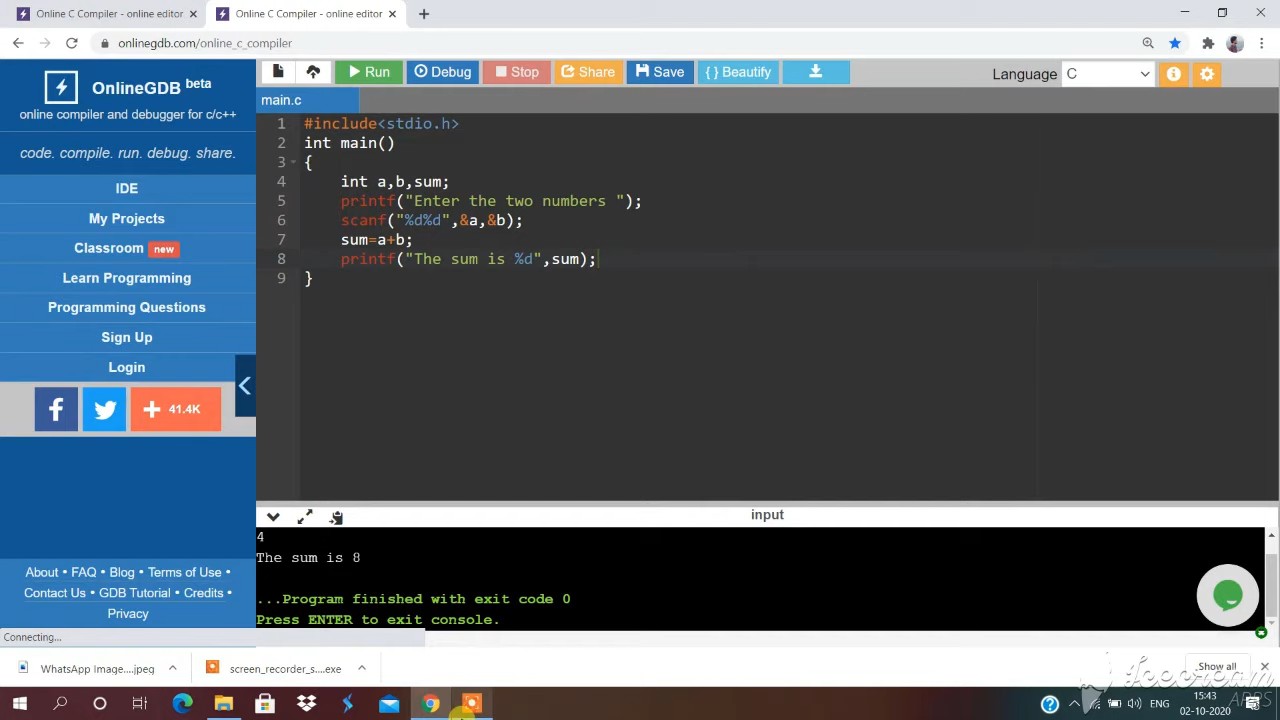 Online C Compiler - online editor
Online C Compiler - online editor
onlinegdb.com/online_c_compiler
OnlineGDB beta
online compiler and debugger for c/c++
code. compile. run. debug. share.
IDE
My Projects
Classroom new
Learn Programming
Programming Questions
Sign Up
Login
41.4K
About • FAQ • Blog • Terms of Use •
Contact Us • GDB Tutorial • Credits •
Privacy
Connecting...
Run
Debug
Stop
Share
Save
{ } Beautify
Language C
main.c
1 #include<stdio.h>
2 int main()
3 {
4 int a,b,sum;
5 printf("Enter the two numbers ");
6 scanf("%d%d",&a,&b);
7 sum=a+b;
8 printf("The sum is %d",sum);
9 }
input
4
The sum is 8
...Program finished with exit code 0
Press ENTER to exit console.
WhatsApp Image....jpeg
screen_recorder_s....exe
Show all
Icecream
APPS
ENG
15:43
02-10-2020